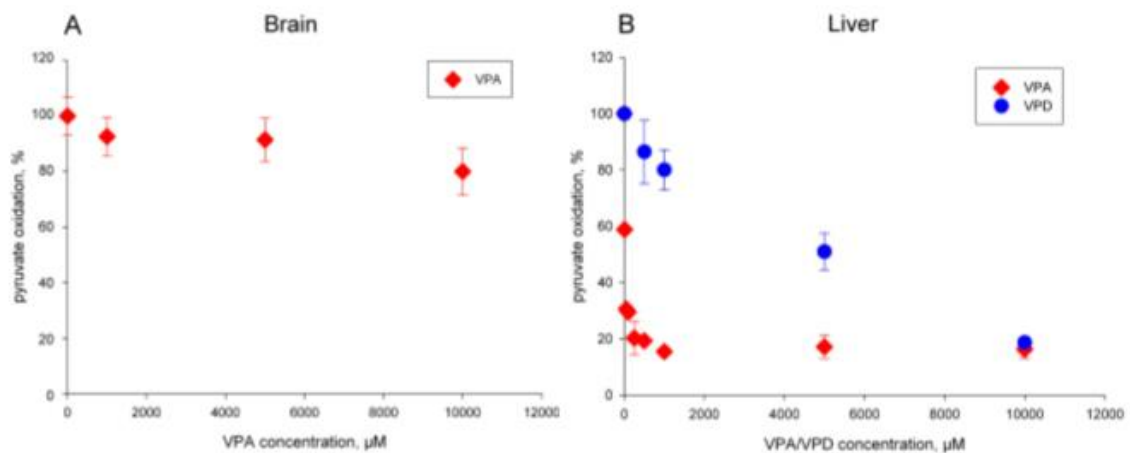 A
Brain
120
100
80
60
40
20
0
pyruvate oxidation, %
VPA
0 2000 4000 6000 8000 10000 12000
VPA concentration, µM
B
Liver
120
100
80
60
40
20
0
pyruvate oxidation, %
VPA
VPD
0 2000 4000 6000 8000 10000 12000
VPA/VPD concentration, µM